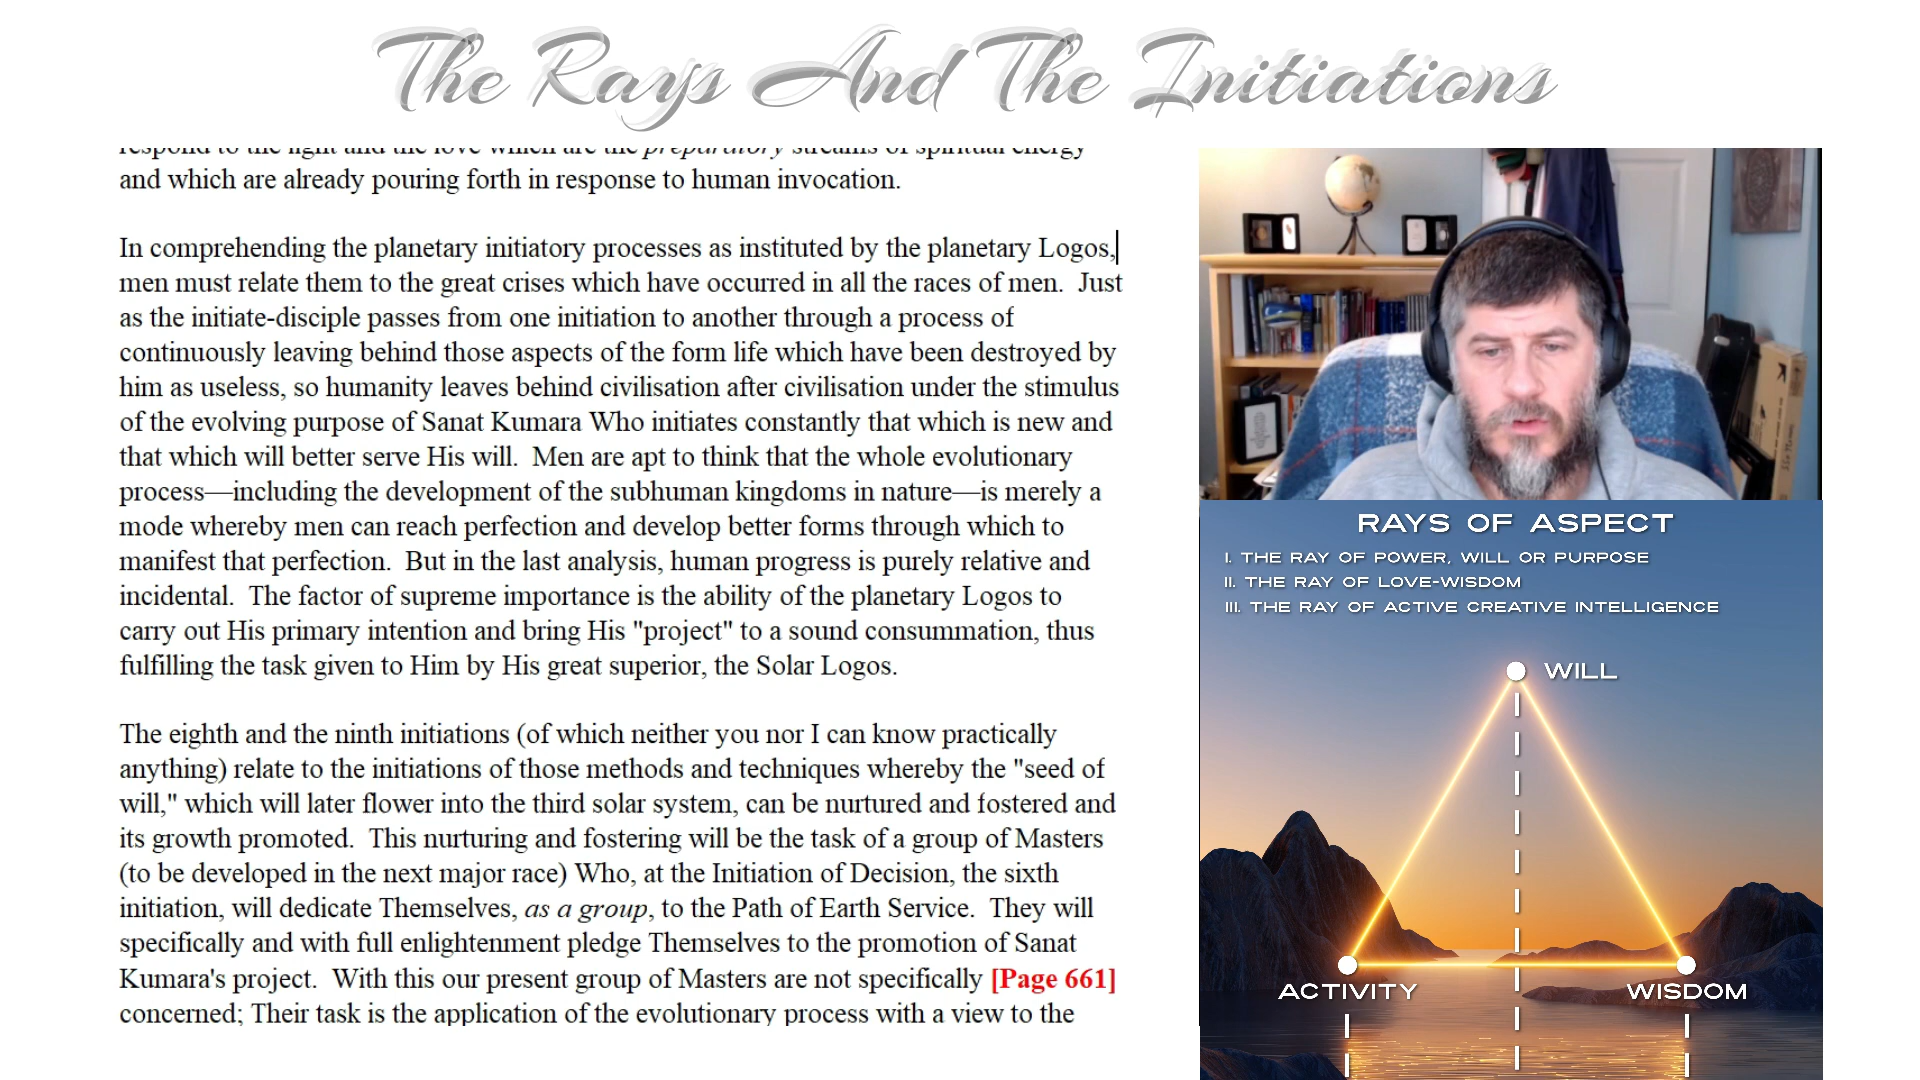 The Rays And The Initiations
respond to the light and the love which are the preparatory streams of spiritual energy
and which are already pouring forth in response to human invocation.
In comprehending the planetary initiatory processes as instituted by the planetary Logos,
men must relate them to the great crises which have occurred in all the races of men.  Just
as the initiate-disciple passes from one initiation to another through a process of
continuously leaving behind those aspects of the form life which have been destroyed by
him as useless, so humanity leaves behind civilisation after civilisation under the stimulus
of the evolving purpose of Sanat Kumara Who initiates constantly that which is new and
that which will better serve His will.  Men are apt to think that the whole evolutionary
process—including the development of the subhuman kingdoms in nature—is merely a
mode whereby men can reach perfection and develop better forms through which to
manifest that perfection.  But in the last analysis, human progress is purely relative and
incidental.  The factor of supreme importance is the ability of the planetary Logos to
carry out His primary intention and bring His "project" to a sound consummation, thus
fulfilling the task given to Him by His great superior, the Solar Logos.
The eighth and the ninth initiations (of which neither you nor I can know practically
anything) relate to the initiations of those methods and techniques whereby the "seed of
will," which will later flower into the third solar system, can be nurtured and fostered and
its growth promoted.  This nurturing and fostering will be the task of a group of Masters
(to be developed in the next major race) Who, at the Initiation of Decision, the sixth
initiation, will dedicate Themselves, as a group, to the Path of Earth Service.  They will
specifically and with full enlightenment pledge Themselves to the promotion of Sanat
Kumara's project.  With this our present group of Masters are not specifically [Page 661]
concerned; Their task is the application of the evolutionary process with a view to the
RAYS OF ASPECT
I. THE RAY OF POWER, WILL OR PURPOSE
II. THE RAY OF LOVE-WISDOM
III. THE RAY OF ACTIVE CREATIVE INTELLIGENCE
WILL
ACTIVITY
WISDOM